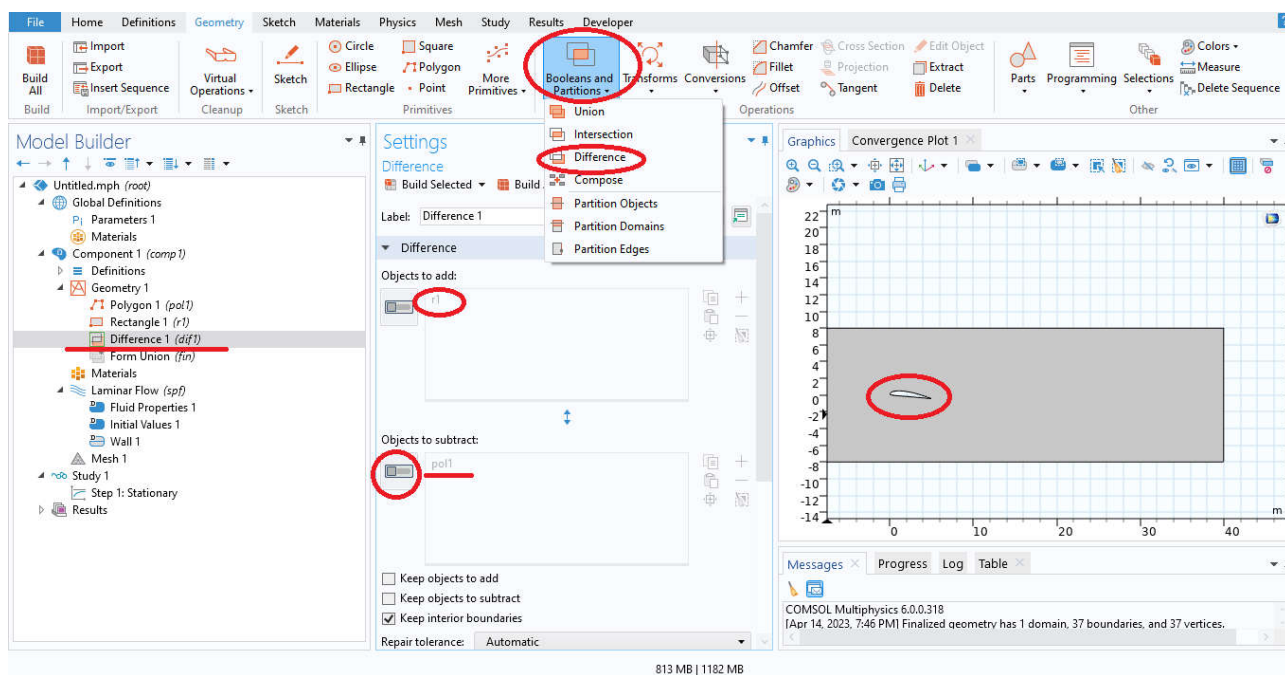 File Home Definitions Geometry Sketch Materials Physics Mesh Study Results Developer
Import
Export
Insert Sequence
Build All
Build
Import/Export
Virtual Operations
Cleanup
Sketch
Sketch
Circle
Ellipse
Rectangle
Square
Polygon
Point
More Primitives
Primitives
Booleans and Partitions
Transforms
Conversions
Chamfer
Fillet
Offset
Cross Section
Projection
Tangent
Edit Object
Extract
Delete
Operations
Parts
Programming
Selections
Colors
Measure
Delete Sequence
Other
Union
Intersection
Difference
Compose
Partition Objects
Partition Domains
Partition Edges
Model Builder
Untitled.mph (root)
Global Definitions
Pi Parameters 1
Materials
Component 1 (comp1)
Definitions
Geometry 1
Polygon 1 (pol1)
Rectangle 1 (r1)
Difference 1 (dif1)
Form Union (fin)
Materials
Laminar Flow (spf)
Fluid Properties 1
Initial Values 1
Wall 1
Mesh 1
Study 1
Step 1: Stationary
Results
Settings
Difference
Build Selected
Build
Label: Difference 1
Difference
Objects to add:
r1
Objects to subtract:
pol1
Keep objects to add
Keep objects to subtract
Keep interior boundaries
Repair tolerance: Automatic
Graphics Convergence Plot 1
m
22
20
18
16
14
12
10
8
6
4
2
0
-2
-4
-6
-8
-10
-12
-14
0 10 20 30 40
m
Messages Progress Log Table
COMSOL Multiphysics 6.0.0.318
[Apr 14, 2023, 7:46 PM] Finalized geometry has 1 domain, 37 boundaries, and 37 vertices.
813 MB | 1182 MB